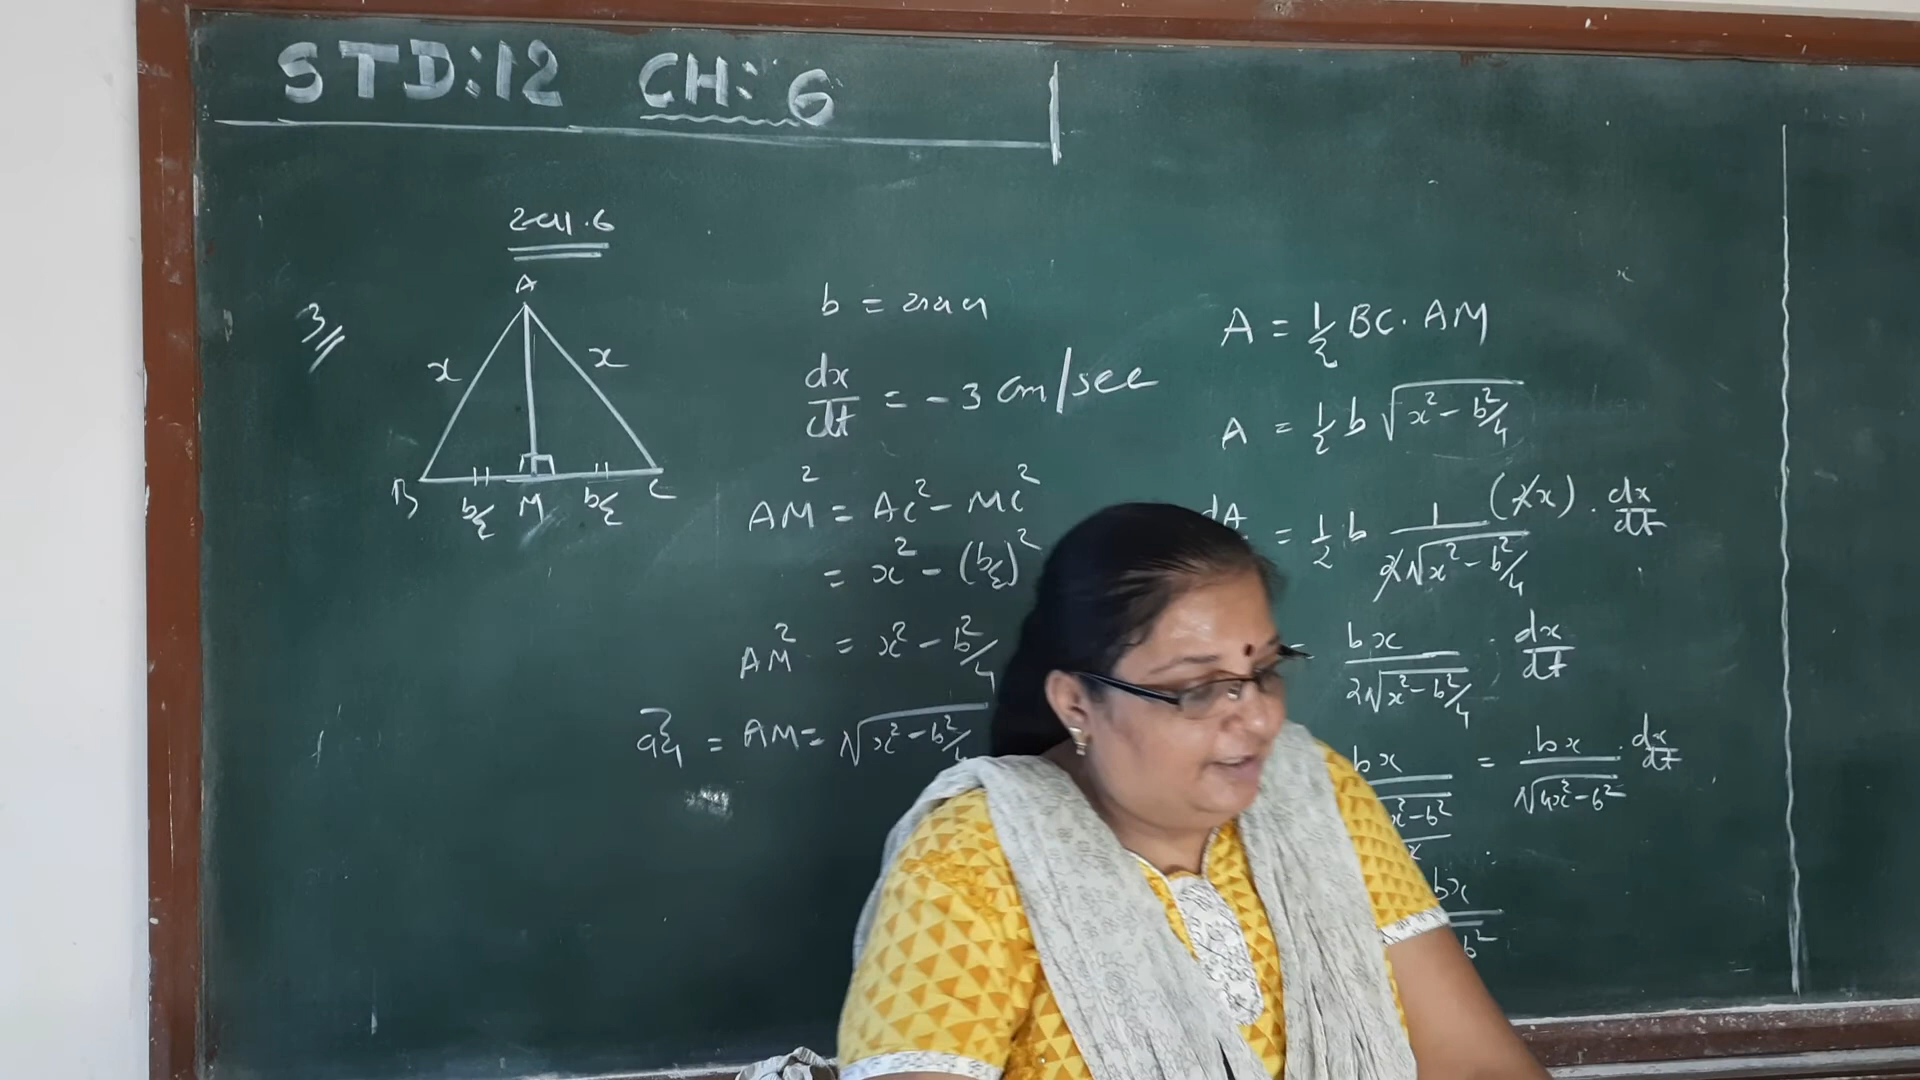 STD:12 CH: 6
3
A
x x
B b/2 M b/2 C
b = અચળ
dx/dt = - 3 cm/sec
AM² = AC² - MC²
= x² - (b/2)²
AM² = x² - b²/4
= AM = √x² - b²/4
A = 1/2 BC · AM
A = 1/2 b √x² - b²/4
dA = 1/2 b 1/2√x² - b²/4 (2x) · dx/dt
bx/2√x² - b²/4 · dx/dt
bx x² - b² = bx/√4x² - b² · dx/dt
bx
b²